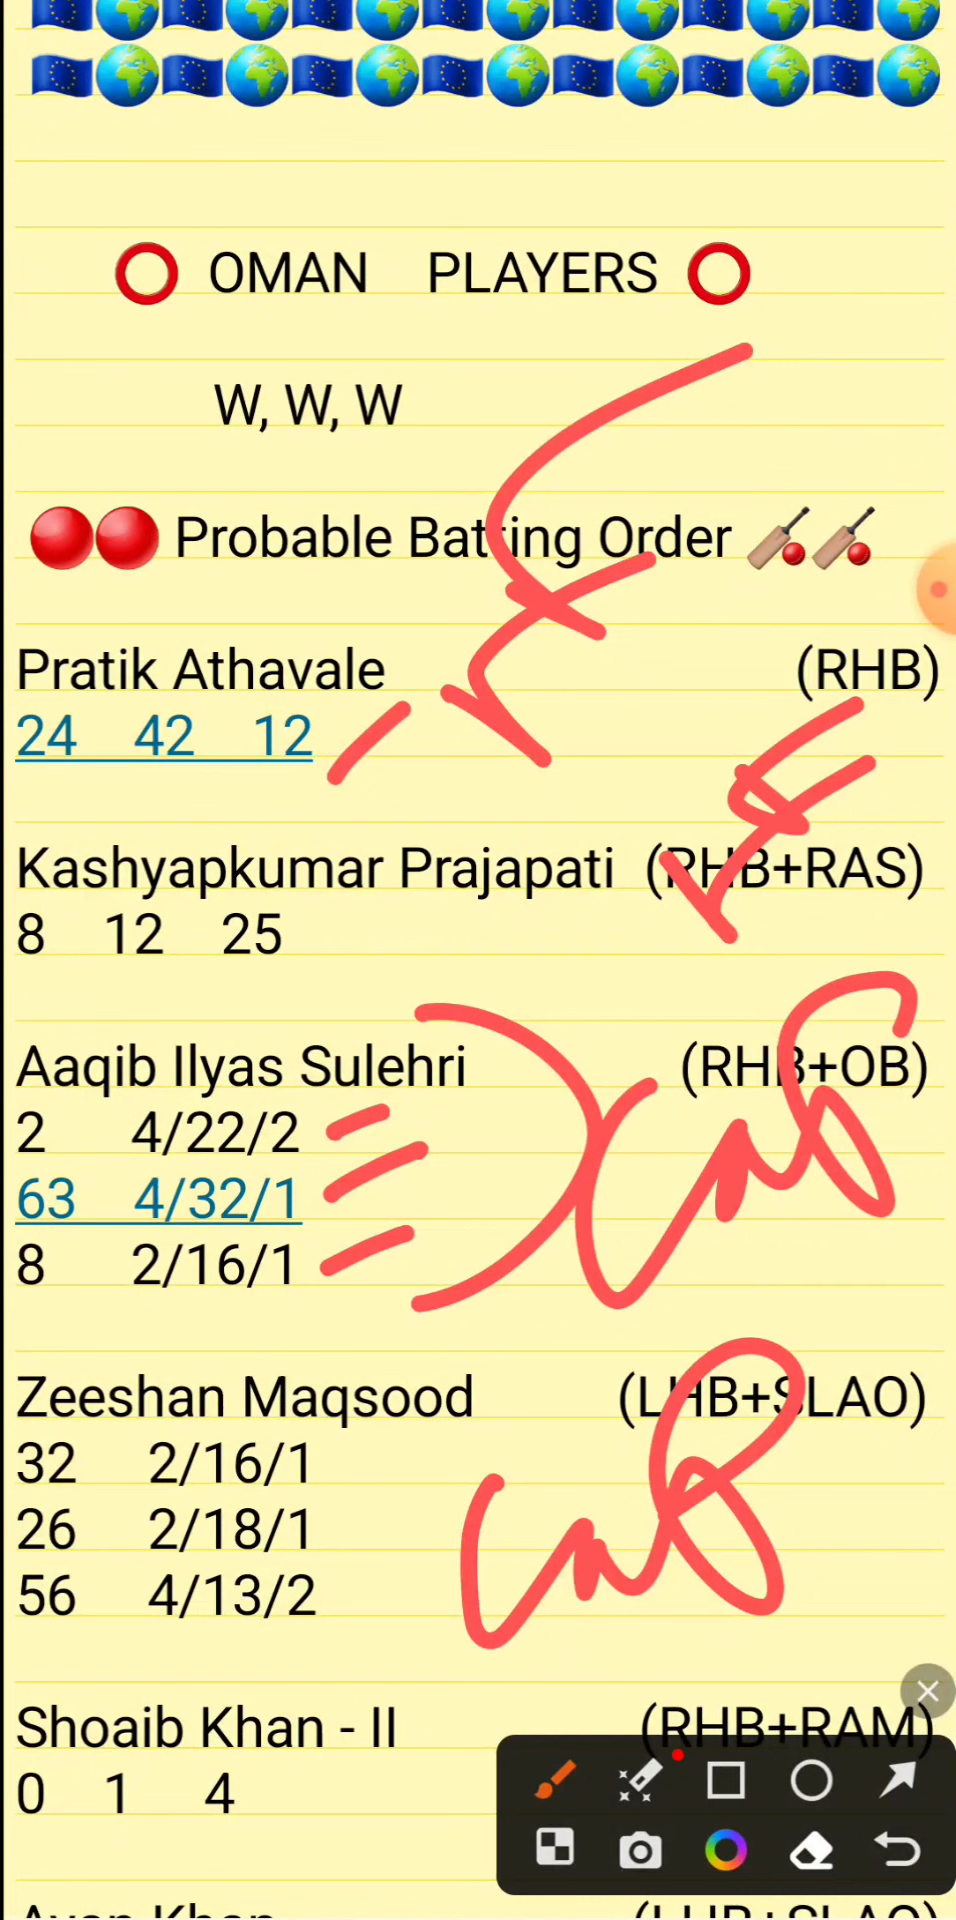 OMAN PLAYERS
W, W, W
Probable Batting Order
Pratik Athavale (RHB)
24 42 12
Kashyapkumar Prajapati (RHB+RAS)
8 12 25
Aaqib Ilyas Sulehri (RHB+OB)
2 4/22/2
63 4/32/1
8 2/16/1
Zeeshan Maqsood (LHB+SLAO)
32 2/16/1
26 2/18/1
56 4/13/2
Shoaib Khan - II (RHB+RAM)
0 1 4